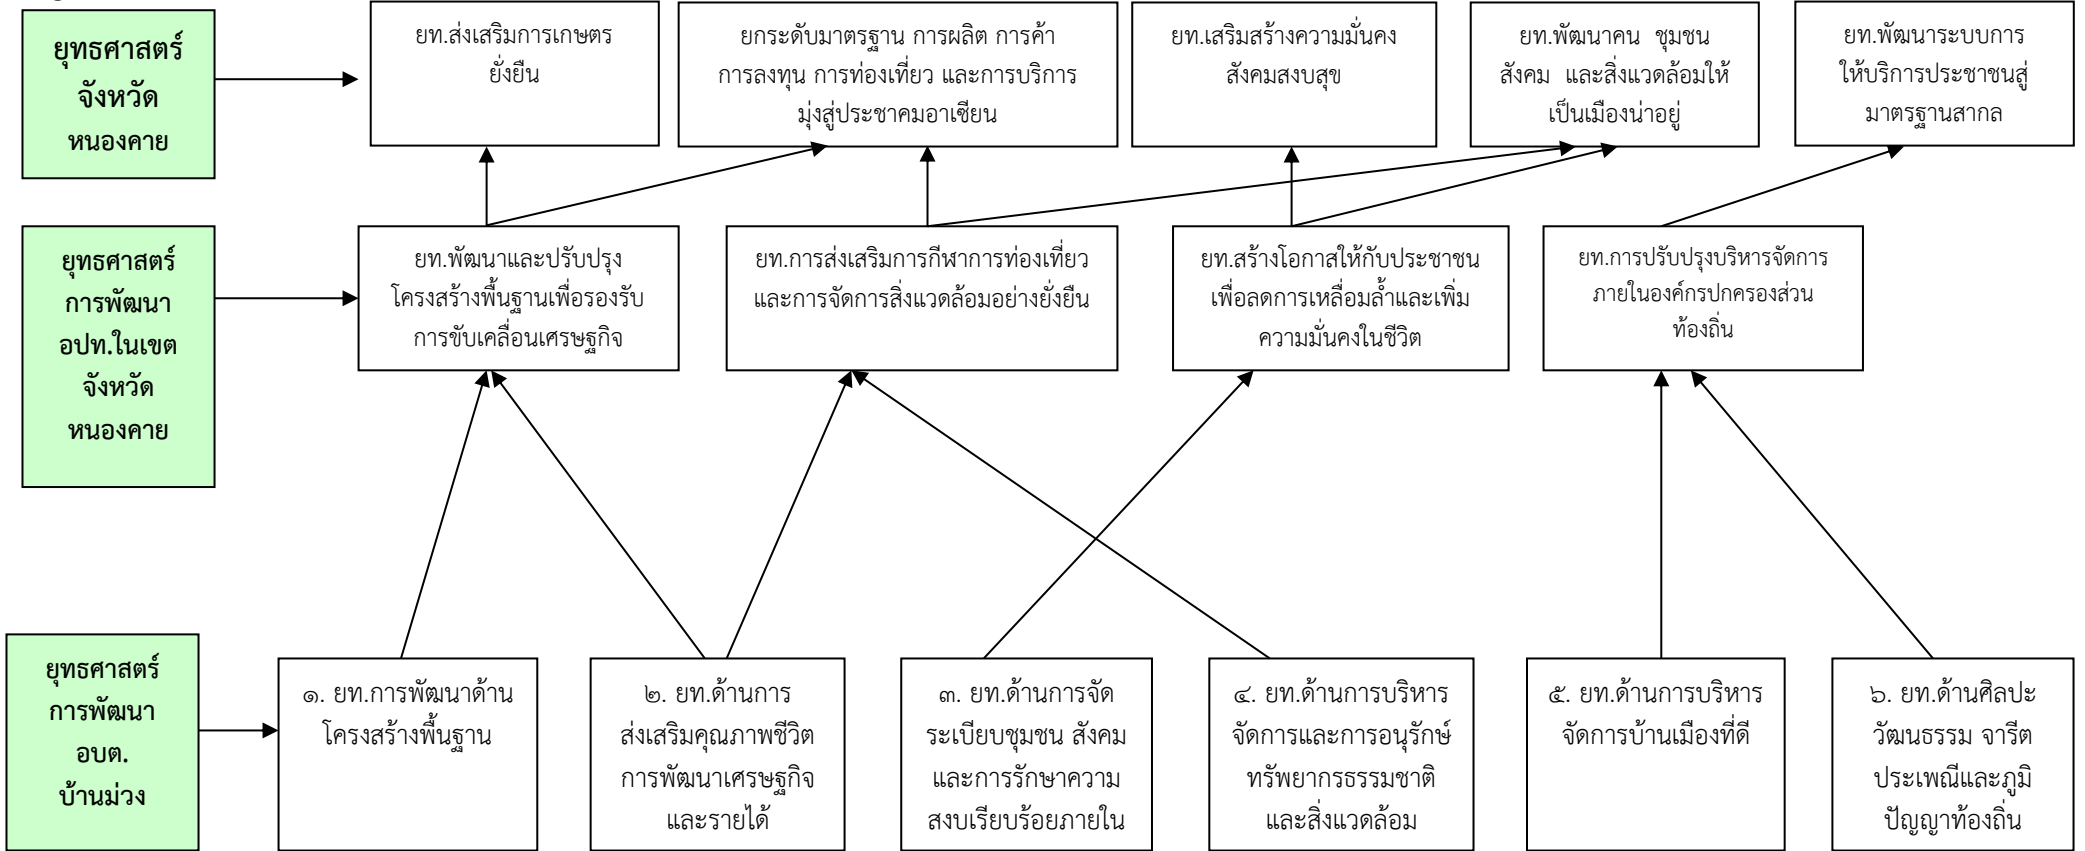 ยุทธศาสตร์
จังหวัด
หนองคาย
ยท.ส่งเสริมการเกษตร
ยั่งยืน
ยกระดับมาตรฐาน การผลิต การค้า
การลงทุน การท่องเที่ยว และการบริการ
มุ่งสู่ประชาคมอาเซียน
ยท.เสริมสร้างความมั่นคง
สังคมสงบสุข
ยท.พัฒนาคน ชุมชน
สังคม และสิ่งแวดล้อมให้
เป็นเมืองน่าอยู่
ยท.พัฒนาระบบการ
ให้บริการประชาชนสู่
มาตรฐานสากล
ยุทธศาสตร์
การพัฒนา
อปท.ในเขต
จังหวัด
หนองคาย
ยท.พัฒนาและปรับปรุง
โครงสร้างพื้นฐานเพื่อรองรับ
การขับเคลื่อนเศรษฐกิจ
ยท.การส่งเสริมการกีฬาการท่องเที่ยว
และการจัดการสิ่งแวดล้อมอย่างยั่งยืน
ยท.สร้างโอกาสให้กับประชาชน
เพื่อลดการเหลื่อมล้ำและเพิ่ม
ความมั่นคงในชีวิต
ยท.การปรับปรุงบริหารจัดการ
ภายในองค์กรปกครองส่วน
ท้องถิ่น
ยุทธศาสตร์
การพัฒนา
อบต.
บ้านม่วง
๑. ยท.การพัฒนาด้าน
โครงสร้างพื้นฐาน
๒. ยท.ด้านการ
ส่งเสริมคุณภาพชีวิต
การพัฒนาเศรษฐกิจ
และรายได้
๓. ยท.ด้านการจัด
ระเบียบชุมชน สังคม
และการรักษาความ
สงบเรียบร้อยภายใน
๔. ยท.ด้านการบริหาร
จัดการและการอนุรักษ์
ทรัพยากรธรรมชาติ
และสิ่งแวดล้อม
๕. ยท.ด้านการบริหาร
จัดการบ้านเมืองที่ดี
๖. ยท.ด้านศิลปะ
วัฒนธรรม จารีต
ประเพณีและภูมิ
ปัญญาท้องถิ่น